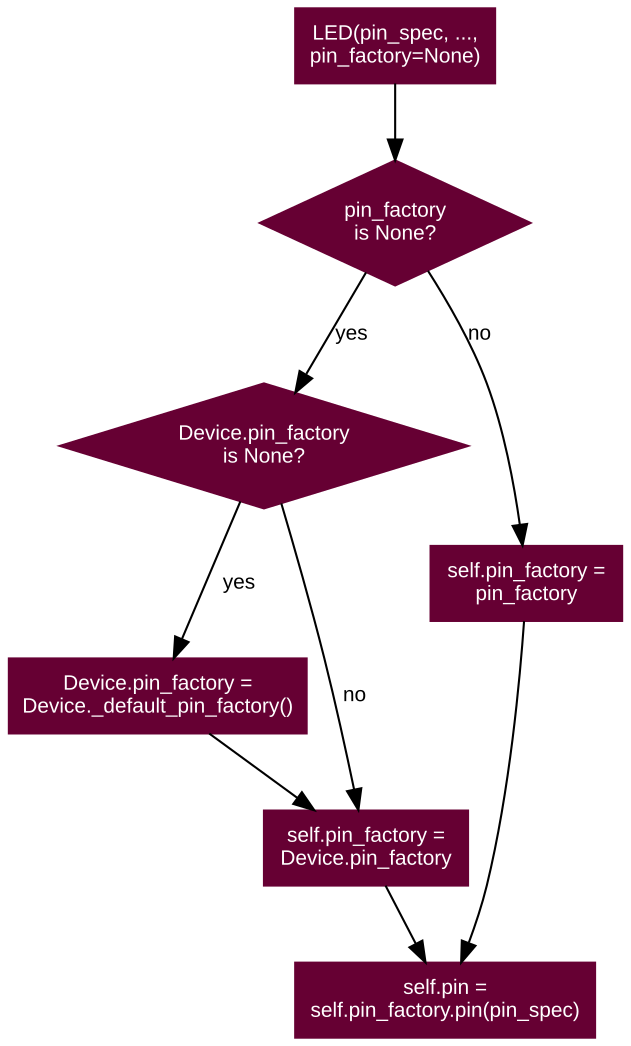 LED(pin_spec, ...,
pin_factory=None)
pin_factory
is None?
yes
no
Device.pin_factory
is None?
yes
no
self.pin_factory =
pin_factory
Device.pin_factory =
Device._default_pin_factory()
self.pin_factory =
Device.pin_factory
self.pin =
self.pin_factory.pin(pin_spec)